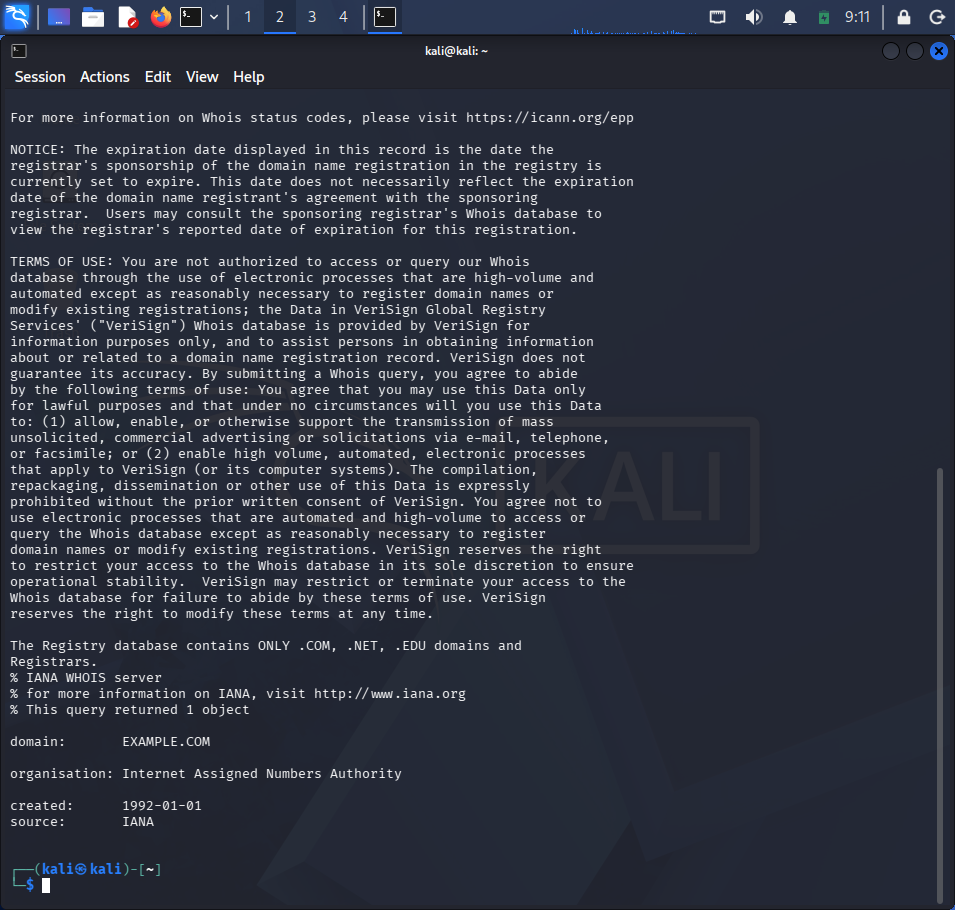 1 2 3 4 9:11
kali@kali: ~
Session Actions Edit View Help
For more information on Whois status codes, please visit https://icann.org/epp
NOTICE: The expiration date displayed in this record is the date the
registrar's sponsorship of the domain name registration in the registry is
currently set to expire. This date does not necessarily reflect the expiration
date of the domain name registrant's agreement with the sponsoring
registrar.  Users may consult the sponsoring registrar's Whois database to
view the registrar's reported date of expiration for this registration.
TERMS OF USE: You are not authorized to access or query our Whois
database through the use of electronic processes that are high-volume and
automated except as reasonably necessary to register domain names or
modify existing registrations; the Data in VeriSign Global Registry
Services' ("VeriSign") Whois database is provided by VeriSign for
information purposes only, and to assist persons in obtaining information
about or related to a domain name registration record. VeriSign does not
guarantee its accuracy. By submitting a Whois query, you agree to abide
by the following terms of use: You agree that you may use this Data only
for lawful purposes and that under no circumstances will you use this Data
to: (1) allow, enable, or otherwise support the transmission of mass
unsolicited, commercial advertising or solicitations via e-mail, telephone,
or facsimile; or (2) enable high volume, automated, electronic processes
that apply to VeriSign (or its computer systems). The compilation,
repackaging, dissemination or other use of this Data is expressly
prohibited without the prior written consent of VeriSign. You agree not to
use electronic processes that are automated and high-volume to access or
query the Whois database except as reasonably necessary to register
domain names or modify existing registrations. VeriSign reserves the right
to restrict your access to the Whois database in its sole discretion to ensure
operational stability.  VeriSign may restrict or terminate your access to the
Whois database for failure to abide by these terms of use. VeriSign
reserves the right to modify these terms at any time.
The Registry database contains ONLY .COM, .NET, .EDU domains and
Registrars.
% IANA WHOIS server
% for more information on IANA, visit http://www.iana.org
% This query returned 1 object
domain:       EXAMPLE.COM
organisation: Internet Assigned Numbers Authority
created:      1992-01-01
source:       IANA
┌──(kali㉿kali)-[~]
└─$
KALI